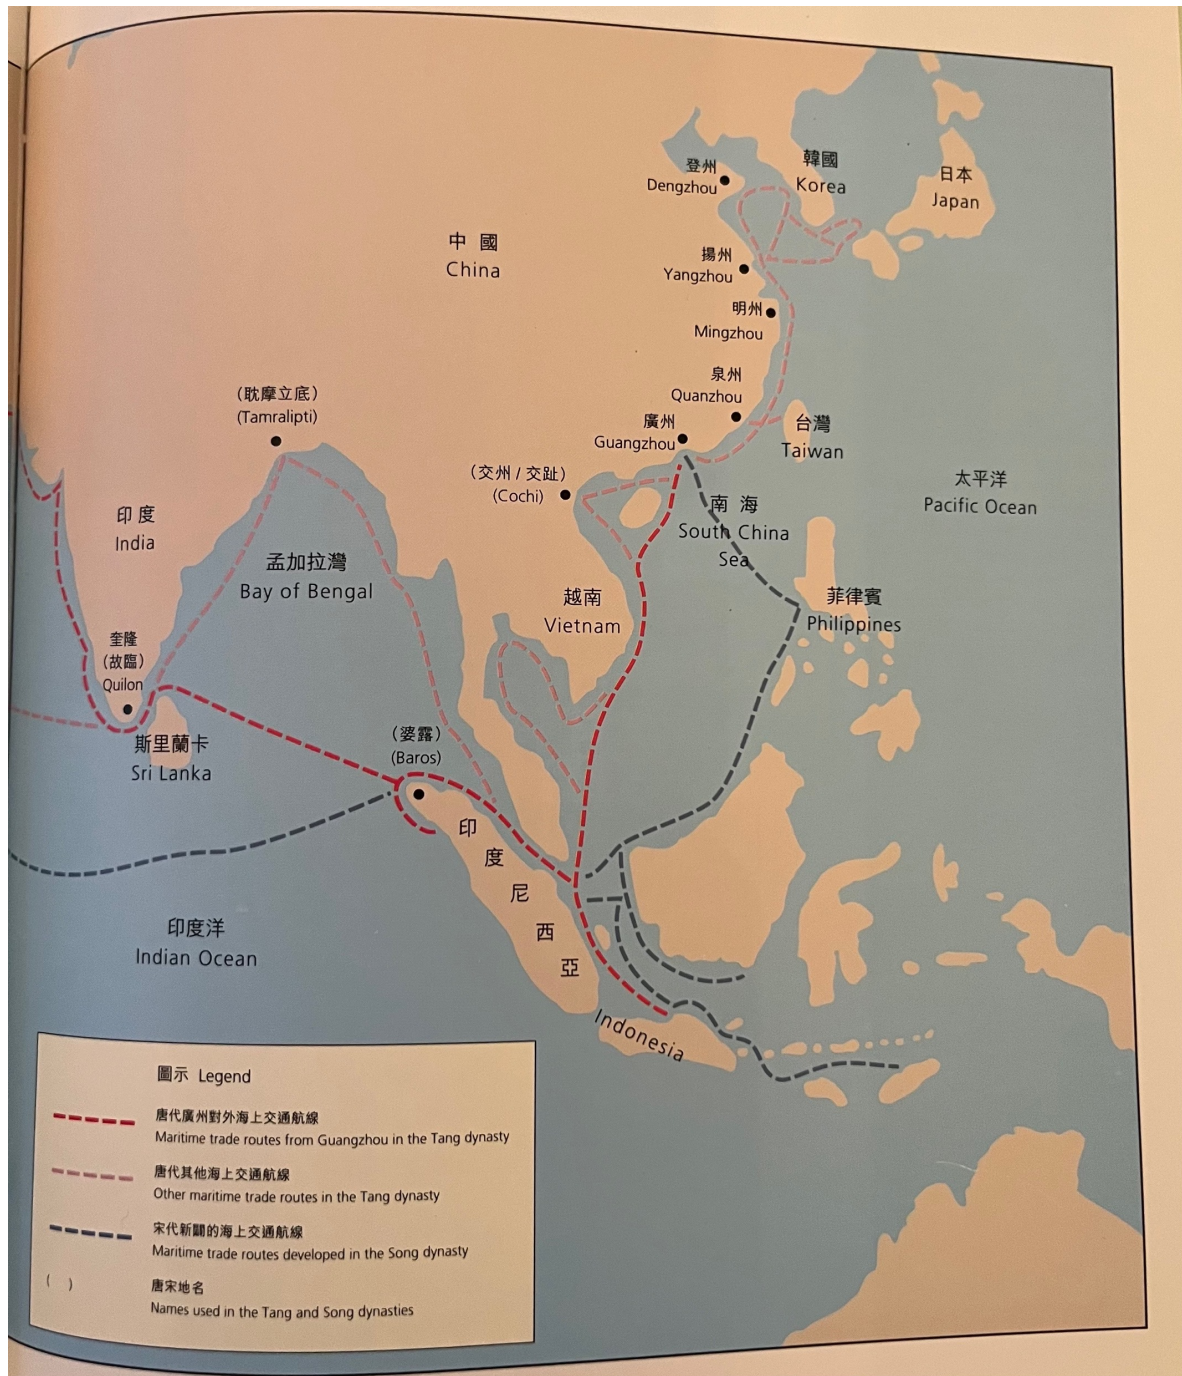 登州
Dengzhou
韓國
Korea
日本
Japan
中 國
China
揚州
Yangzhou
明州
Mingzhou
泉州
Quanzhou
廣州
Guangzhou
台灣
Taiwan
(耽摩立底)
(Tamralipti)
(交州 / 交趾)
(Cochi)
太平洋
Pacific Ocean
印度
India
南 海
South China
Sea
孟加拉灣
Bay of Bengal
越南
Vietnam
菲律賓
Philippines
奎隆
(故臨)
Quilon
斯里蘭卡
Sri Lanka
(婆露)
(Baros)
印
度
尼
西
亞
Indonesia
印度洋
Indian Ocean
圖示 Legend
唐代廣州對外海上交通航線
Maritime trade routes from Guangzhou in the Tang dynasty
唐代其他海上交通航線
Other maritime trade routes in the Tang dynasty
宋代新闢的海上交通航線
Maritime trade routes developed in the Song dynasty
( )
唐宋地名
Names used in the Tang and Song dynasties